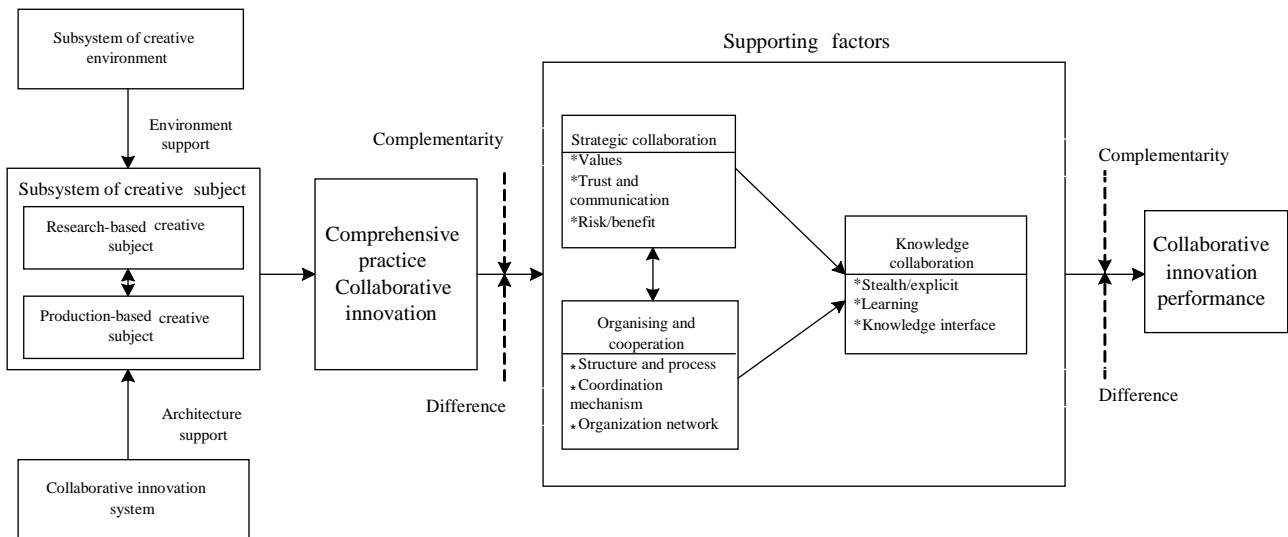 Subsystem of creative
environment
Environment
support
Subsystem of creative subject
Research-based creative
subject
Production-based creative
subject
Architecture
support
Collaborative innovation
system
Comprehensive
practice
Collaborative
innovation
Complementarity
Difference
Supporting factors
Strategic collaboration
*Values
*Trust and
communication
*Risk/benefit
Organising and
cooperation
*Structure and process
*Coordination
mechanism
*Organization network
Knowledge
collaboration
*Stealth/explicit
*Learning
*Knowledge interface
Complementarity
Difference
Collaborative
innovation
performance